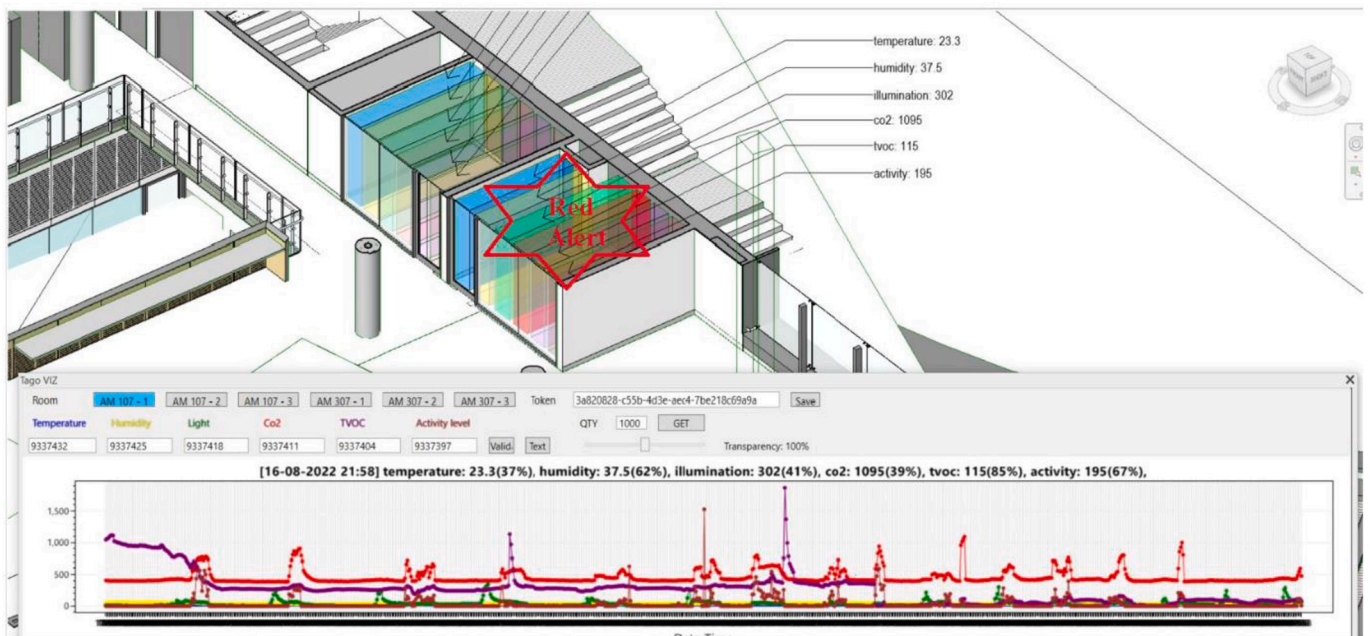 temperature: 23.3
humidity: 37.5
illumination: 302
co2: 1095
tvoc: 115
activity: 195
TOP
RIGHT
Red
Alert
Tago VIZ
Room AM 107 - 1 AM 107 - 2 AM 107 - 3 AM 307 - 1 AM 307 - 2 AM 307 - 3 Token 3a820828-c55b-4d3e-aec4-7be218c69a9a Save
Temperature Humidity Light Co2 TVOC Activity level QTY 1000 GET
9337432 9337425 9337418 9337411 9337404 9337397 Valid. Text Transparency: 100%
[16-08-2022 21:58] temperature: 23.3(37%), humidity: 37.5(62%), illumination: 302(41%), co2: 1095(39%), tvoc: 115(85%), activity: 195(67%),
1,500
1,000
500
0